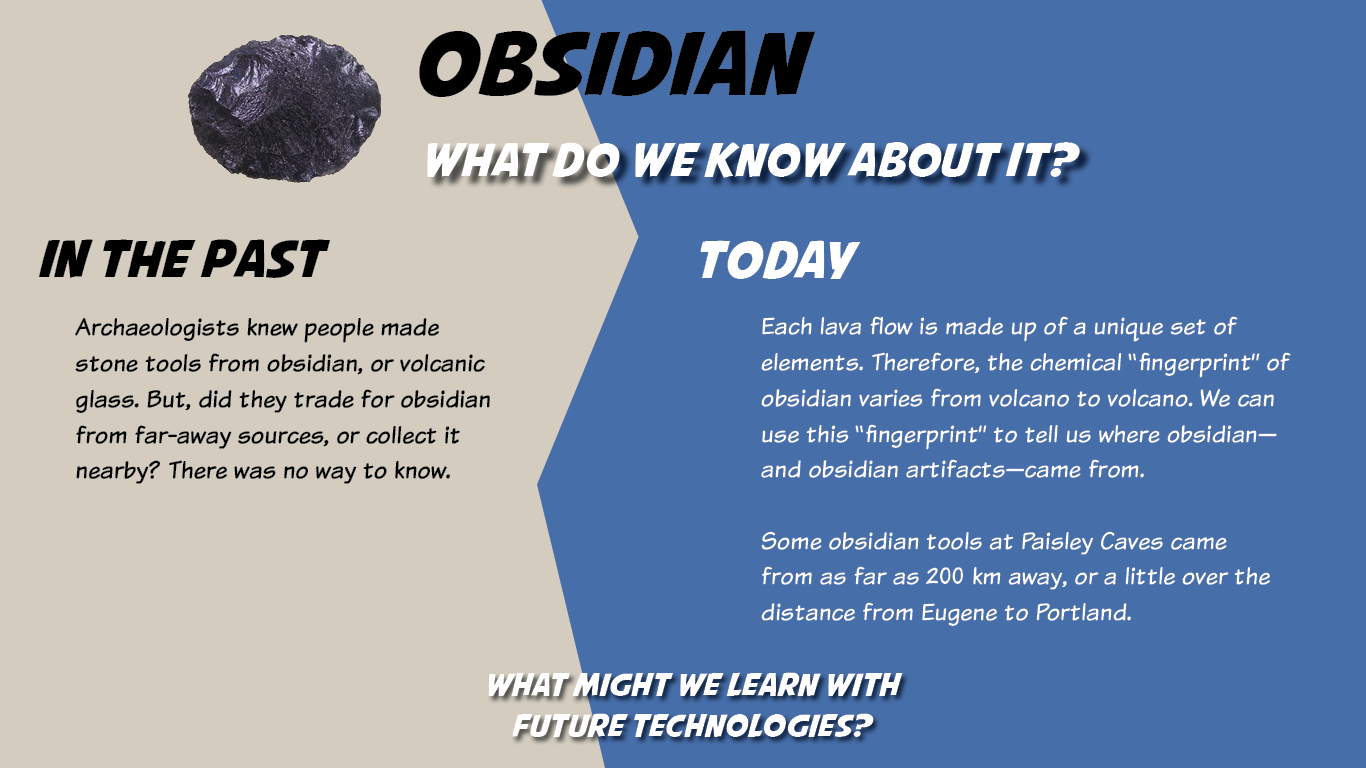 OBSIDIAN
WHAT DO WE KNOW ABOUT IT?
IN THE PAST
Archaeologists knew people made
stone tools from obsidian, or volcanic
glass. But, did they trade for obsidian
from far-away sources, or collect it
nearby? There was no way to know.
TODAY
Each lava flow is made up of a unique set of
elements. Therefore, the chemical “fingerprint” of
obsidian varies from volcano to volcano. We can
use this “fingerprint” to tell us where obsidian—
and obsidian artifacts—came from.
Some obsidian tools at Paisley Caves came
from as far as 200 km away, or a little over the
distance from Eugene to Portland.
WHAT MIGHT WE LEARN WITH
FUTURE TECHNOLOGIES?